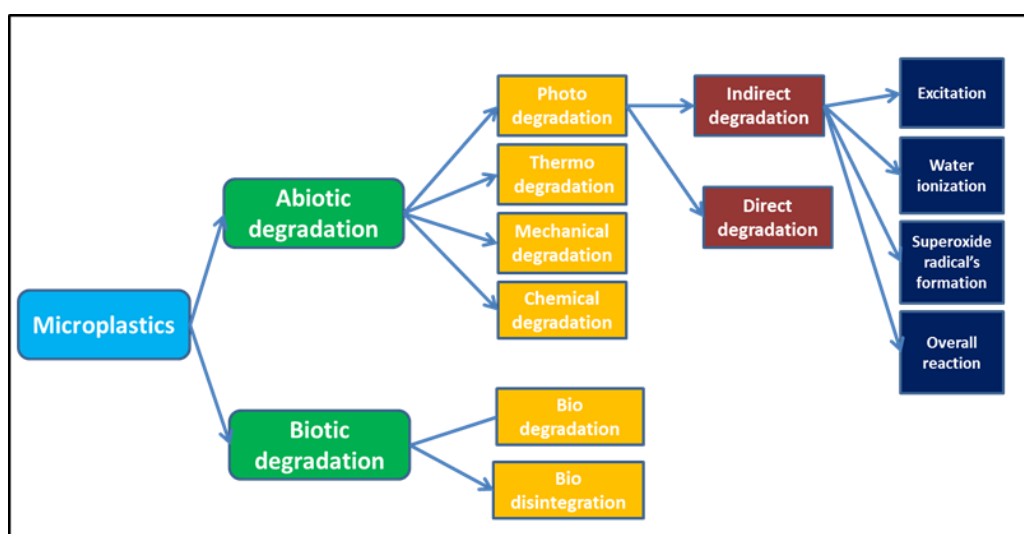 Microplastics
Abiotic
degradation
Biotic
degradation
Photo
degradation
Thermo
degradation
Mechanical
degradation
Chemical
degradation
Bio
degradation
Bio
disintegration
Indirect
degradation
Direct
degradation
Excitation
Water
ionization
Superoxide
radical's
formation
Overall
reaction